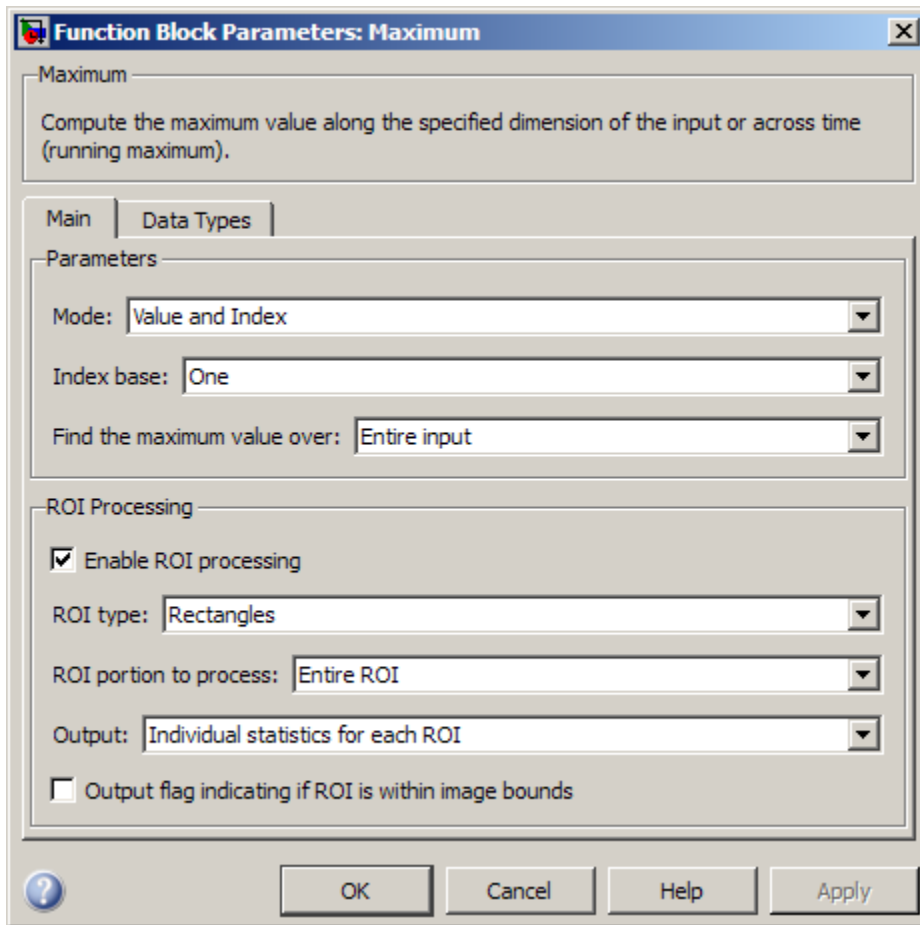 Function Block Parameters: Maximum
Maximum
Compute the maximum value along the specified dimension of the input or across time
(running maximum).
Main
Data Types
Parameters
Mode: Value and Index
Index base: One
Find the maximum value over: Entire input
ROI Processing
Enable ROI processing
ROI type: Rectangles
ROI portion to process: Entire ROI
Output: Individual statistics for each ROI
Output flag indicating if ROI is within image bounds
?
OK
Cancel
Help
Apply